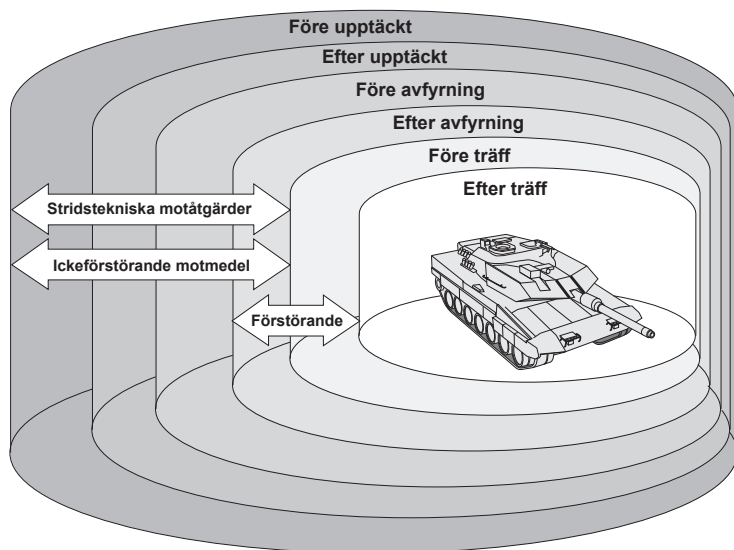 Före upptäckt
Efter upptäckt
Före avfyrning
Efter avfyrning
Före träff
Efter träff
Stridstekniska motåtgärder
Ickeförstörande motmedel
Förstörande